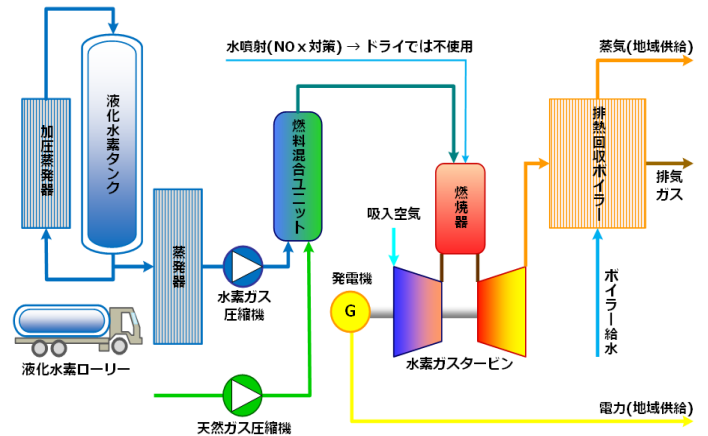 水噴射(NOx対策) → ドライでは不使用
蒸気(地域供給)
液化水素タンク
加圧蒸発器
燃料混合ユニット
排熱回収ボイラー
燃焼器
排気
ガス
吸入空気
蒸発器
発電機
G
水素ガス
圧縮機
ボイラー給水
液化水素ローリー
水素ガスタービン
天然ガス圧縮機
電力(地域供給)